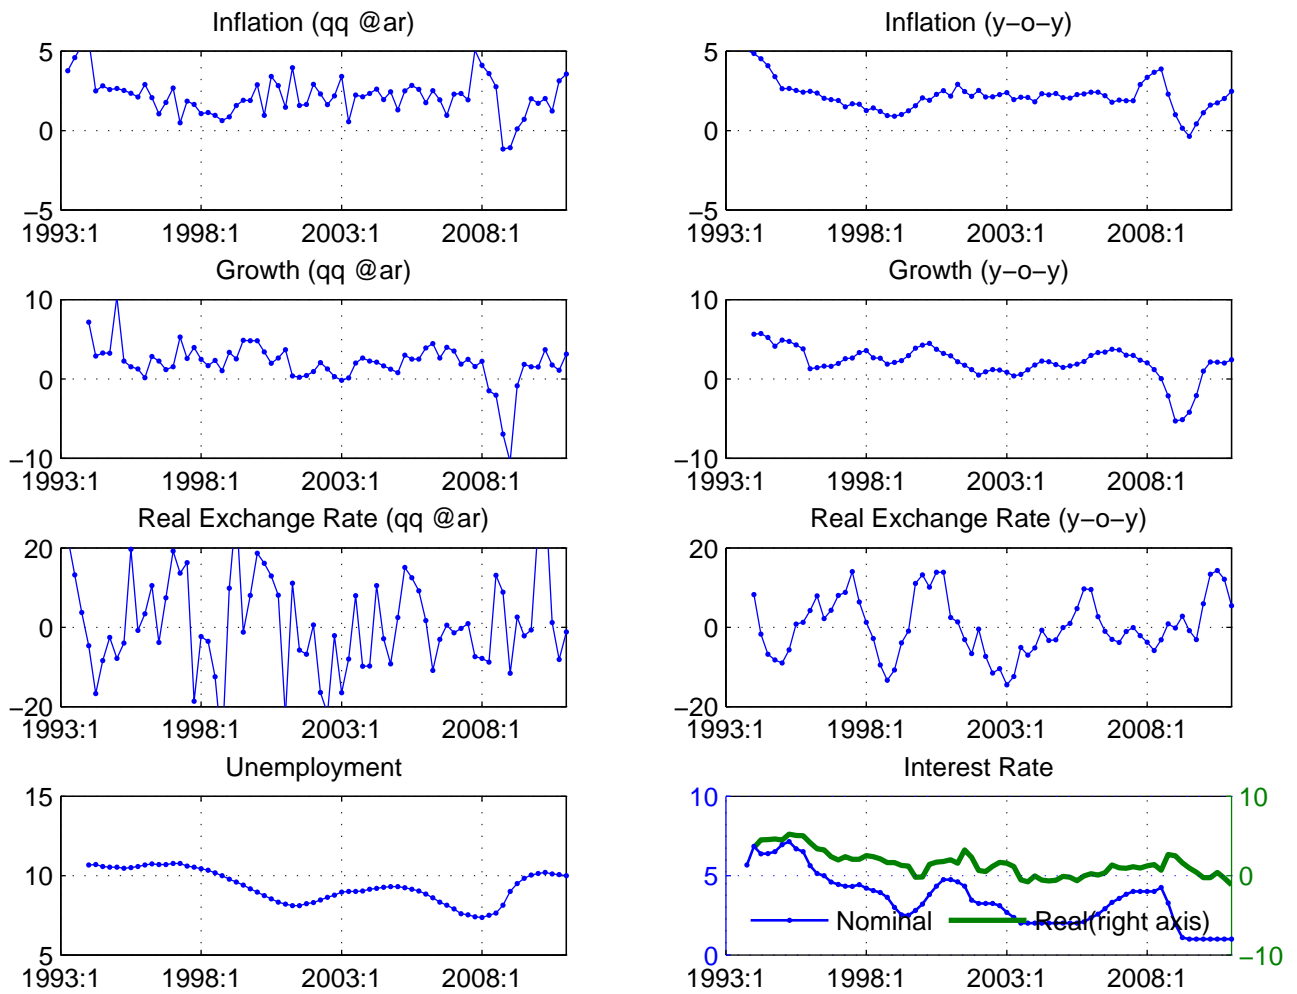 Inflation (qq @ar)
5
0
−5
1993:1 1998:1 2003:1 2008:1
Inflation (y−o−y)
5
0
−5
1993:1 1998:1 2003:1 2008:1
Growth (qq @ar)
10
0
−10
1993:1 1998:1 2003:1 2008:1
Growth (y−o−y)
10
0
−10
1993:1 1998:1 2003:1 2008:1
Real Exchange Rate (qq @ar)
20
0
−20
1993:1 1998:1 2003:1 2008:1
Real Exchange Rate (y−o−y)
20
0
−20
1993:1 1998:1 2003:1 2008:1
Unemployment
15
10
5
1993:1 1998:1 2003:1 2008:1
Interest Rate
10 10
5 0
Nominal Real(right axis)
0 −10
1993:1 1998:1 2003:1 2008:1